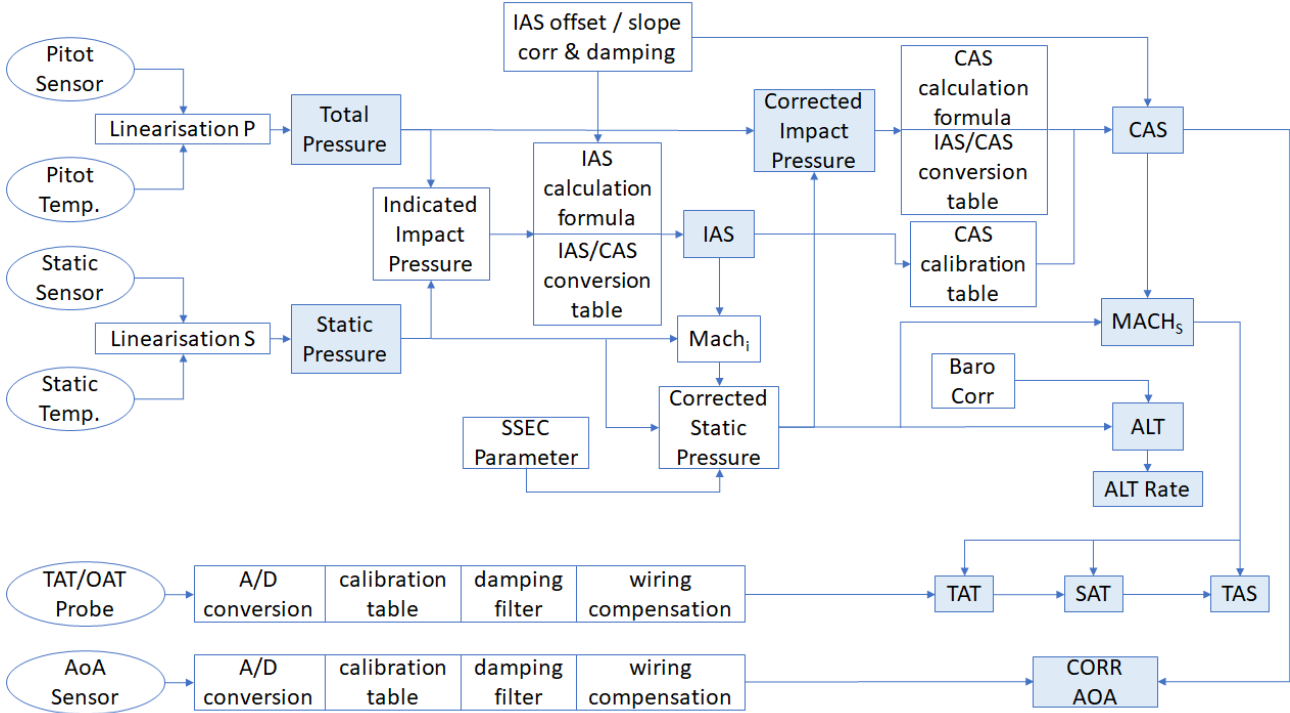 IAS offset / slope
corr & damping
Pitot
Sensor
Linearisation P
Pitot
Temp.
Total
Pressure
Corrected
Impact
Pressure
CAS
calculation
formula
IAS/CAS
conversion
table
CAS
Indicated
Impact
Pressure
IAS
calculation
formula
IAS/CAS
conversion
table
IAS
CAS
calibration
table
Static
Sensor
Linearisation S
Static
Temp.
Static
Pressure
Machi
MACHS
Baro
Corr
SSEC
Parameter
Corrected
Static
Pressure
ALT
ALT Rate
TAT/OAT
Probe
A/D
conversion
calibration
table
damping
filter
wiring
compensation
TAT
SAT
TAS
AoA
Sensor
A/D
conversion
calibration
table
damping
filter
wiring
compensation
CORR
AOA